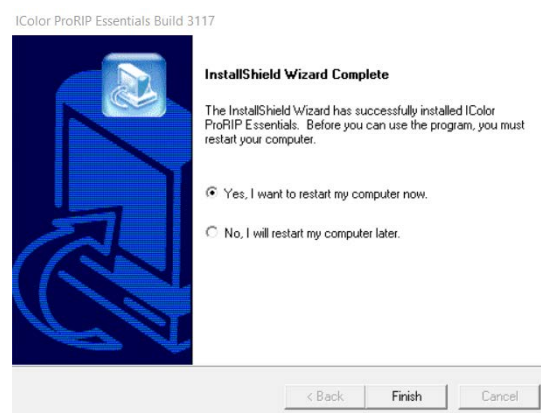 IColor ProRIP Essentials Build 3117
InstallShield Wizard Complete
The InstallShield Wizard has successfully installed IColor
ProRIP Essentials. Before you can use the program, you must
restart your computer.
Yes, I want to restart my computer now.
No, I will restart my computer later.
< Back Finish Cancel